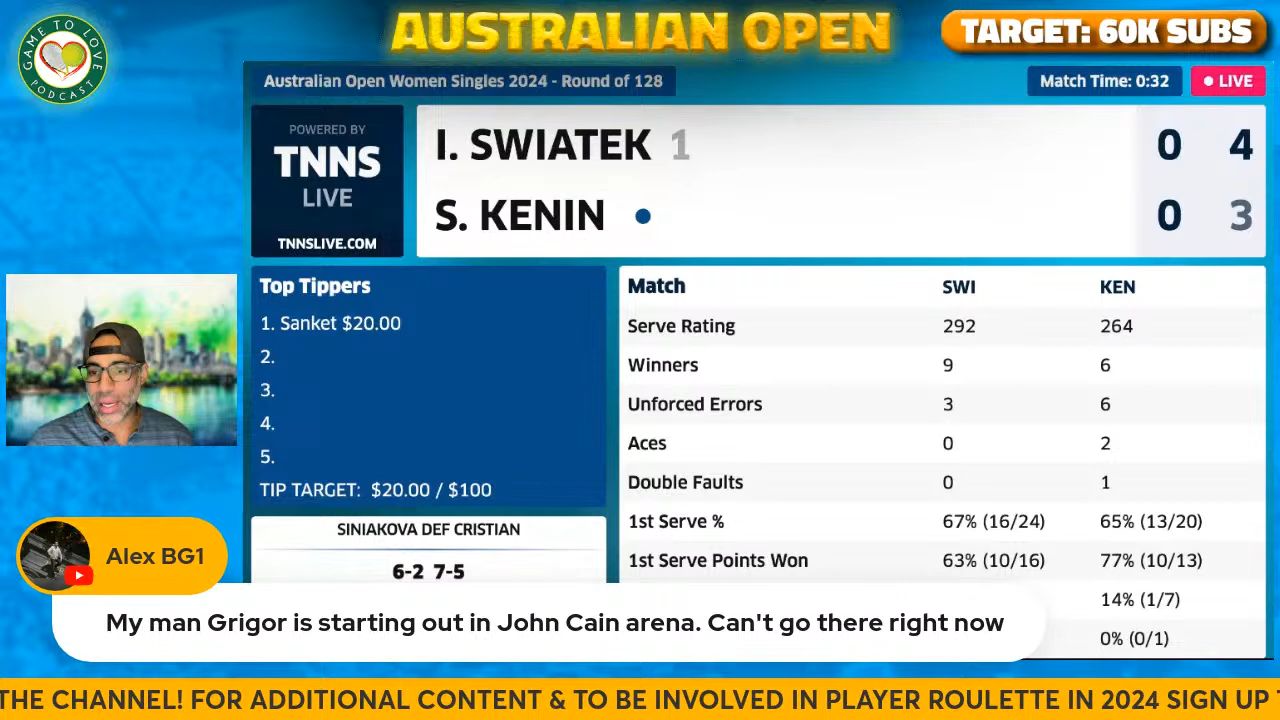 GAME TO LOVE
PODCAST
AUSTRALIAN OPEN
TARGET: 60K SUBS
Australian Open Women Singles 2024 - Round of 128
Match Time: 0:32
LIVE
POWERED BY
TNNS
LIVE
TNNSLIVE.COM
I. SWIATEK 1 0 4
S. KENIN 0 3
Top Tippers
1. Sanket $20.00
2.
3.
4.
5.
TIP TARGET: $20.00 / $100
SINIAKOVA DEF CRISTIAN
6-2 7-5
Match SWI KEN
Serve Rating 292 264
Winners 9 6
Unforced Errors 3 6
Aces 0 2
Double Faults 0 1
1st Serve % 67% (16/24) 65% (13/20)
1st Serve Points Won 63% (10/16) 77% (10/13)
14% (1/7)
0% (0/1)
Alex BG1
My man Grigor is starting out in John Cain arena. Can't go there right now
THE CHANNEL! FOR ADDITIONAL CONTENT & TO BE INVOLVED IN PLAYER ROULETTE IN 2024 SIGN UP